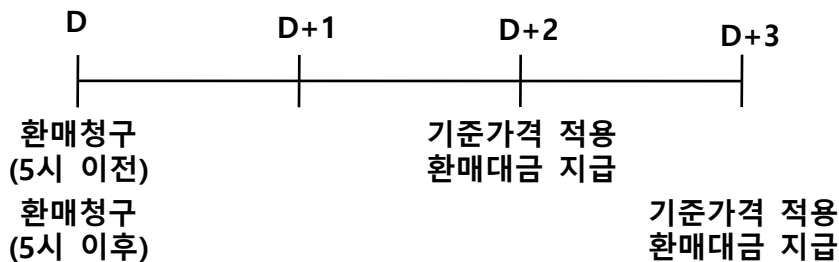 D
D+1
D+2
D+3
환매청구
(5시 이전)
기준가격 적용
환매대금 지급
환매청구
(5시 이후)
기준가격 적용
환매대금 지급